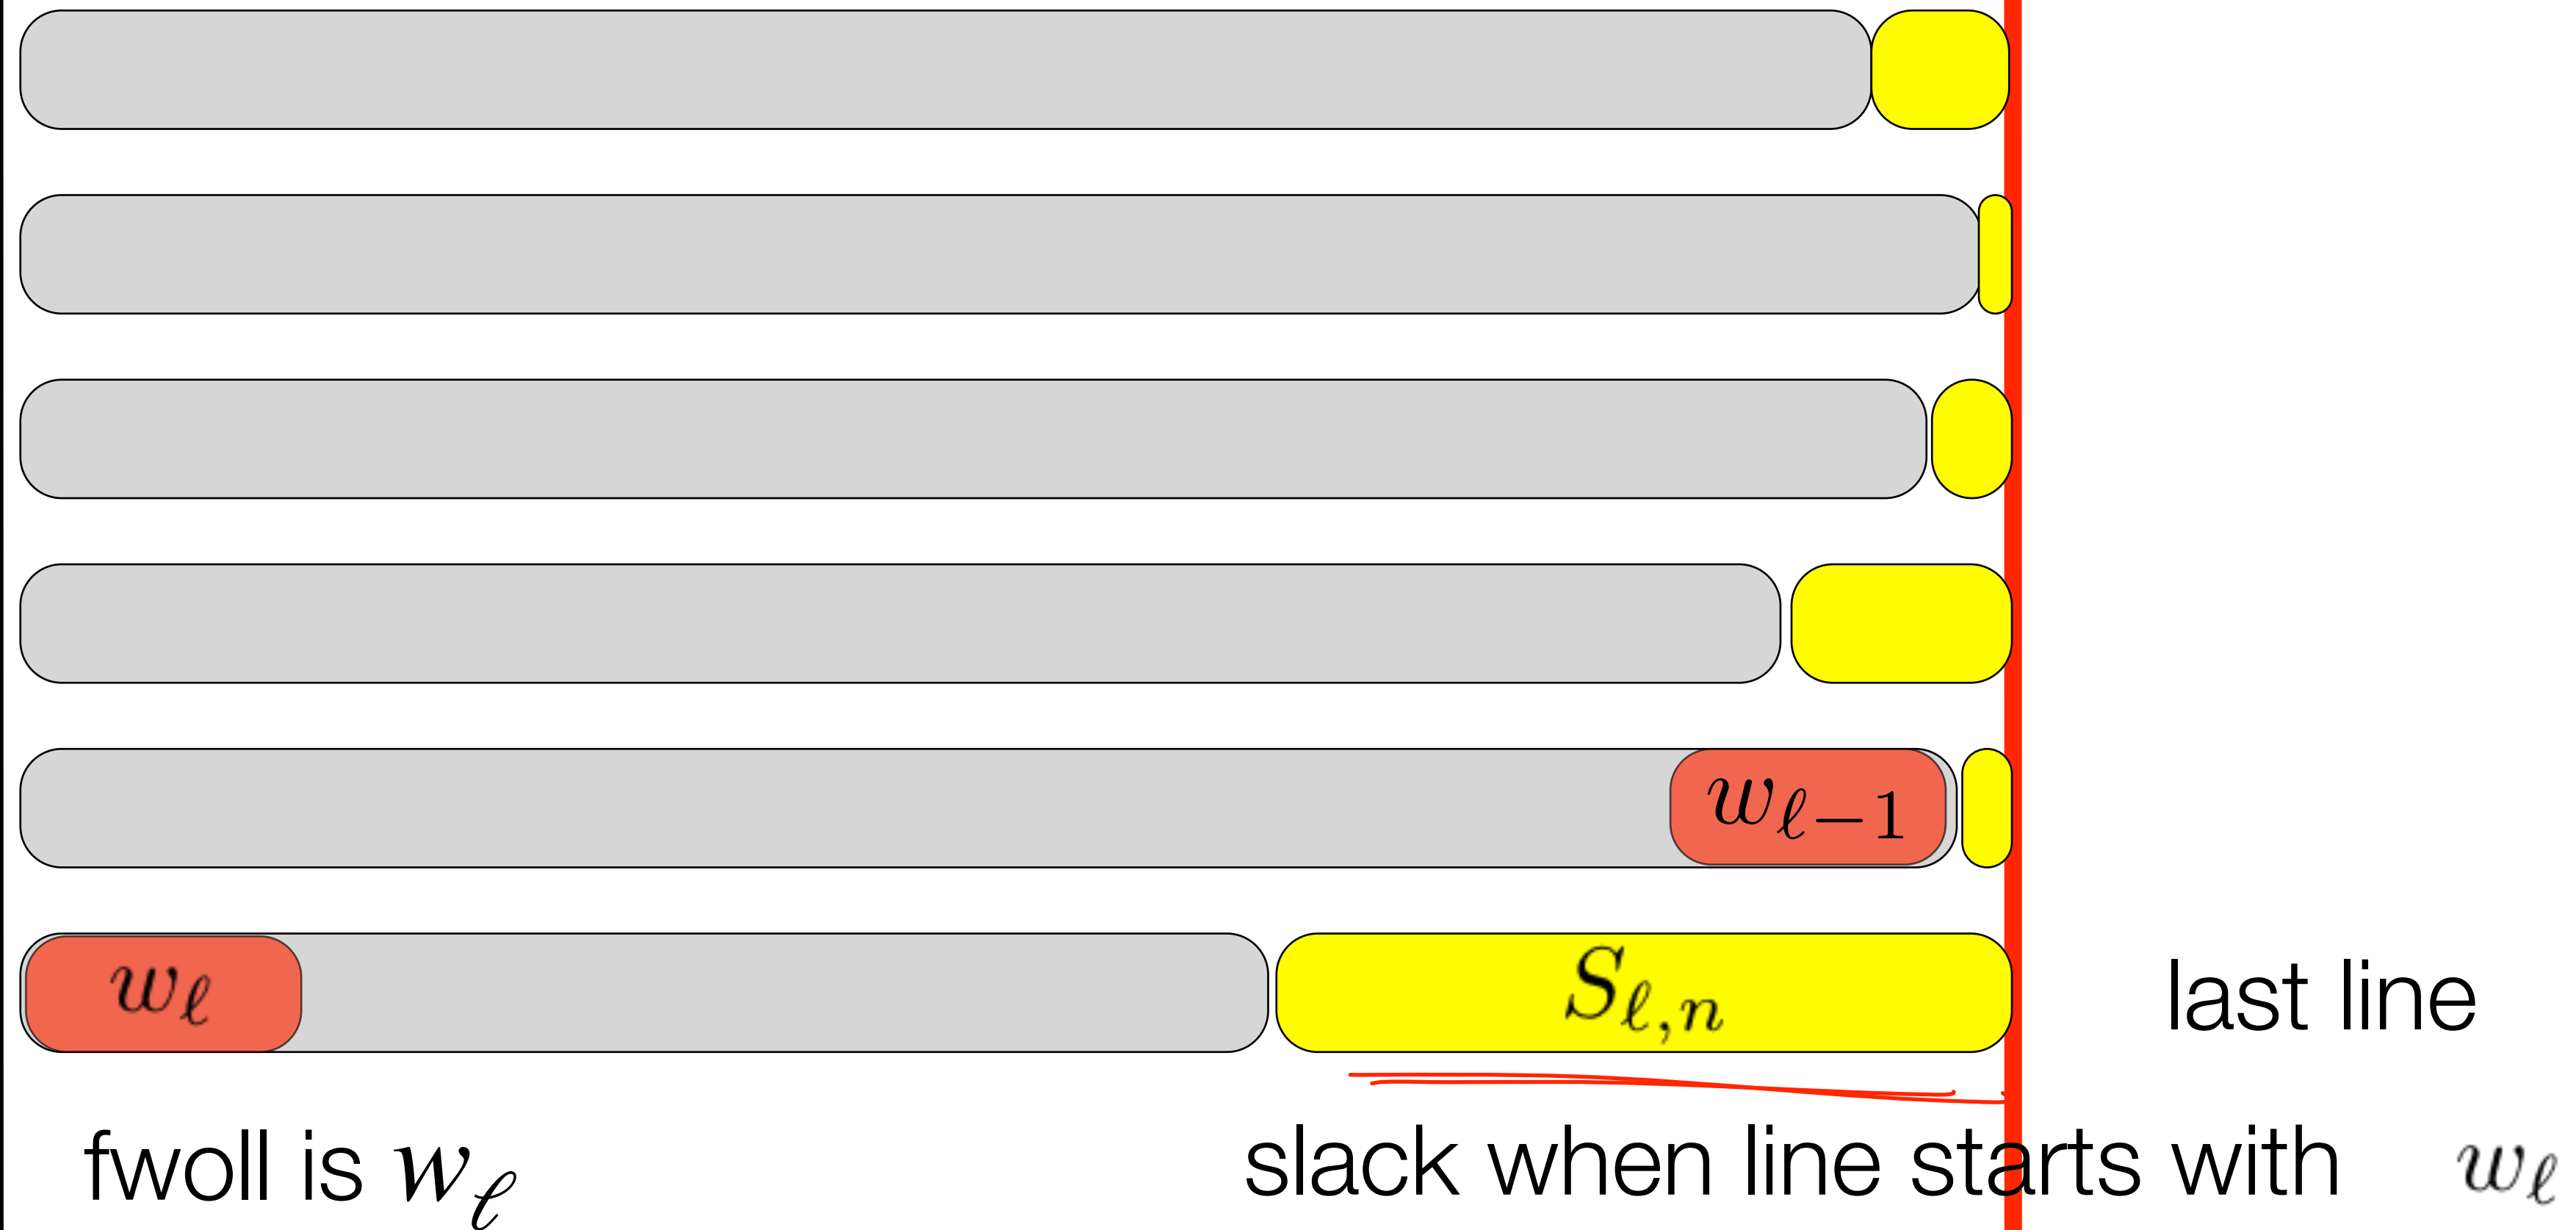 w_{ℓ−1}
w_ℓ S_{ℓ,n} last line
fwoll is w_ℓ slack when line starts with w_ℓ